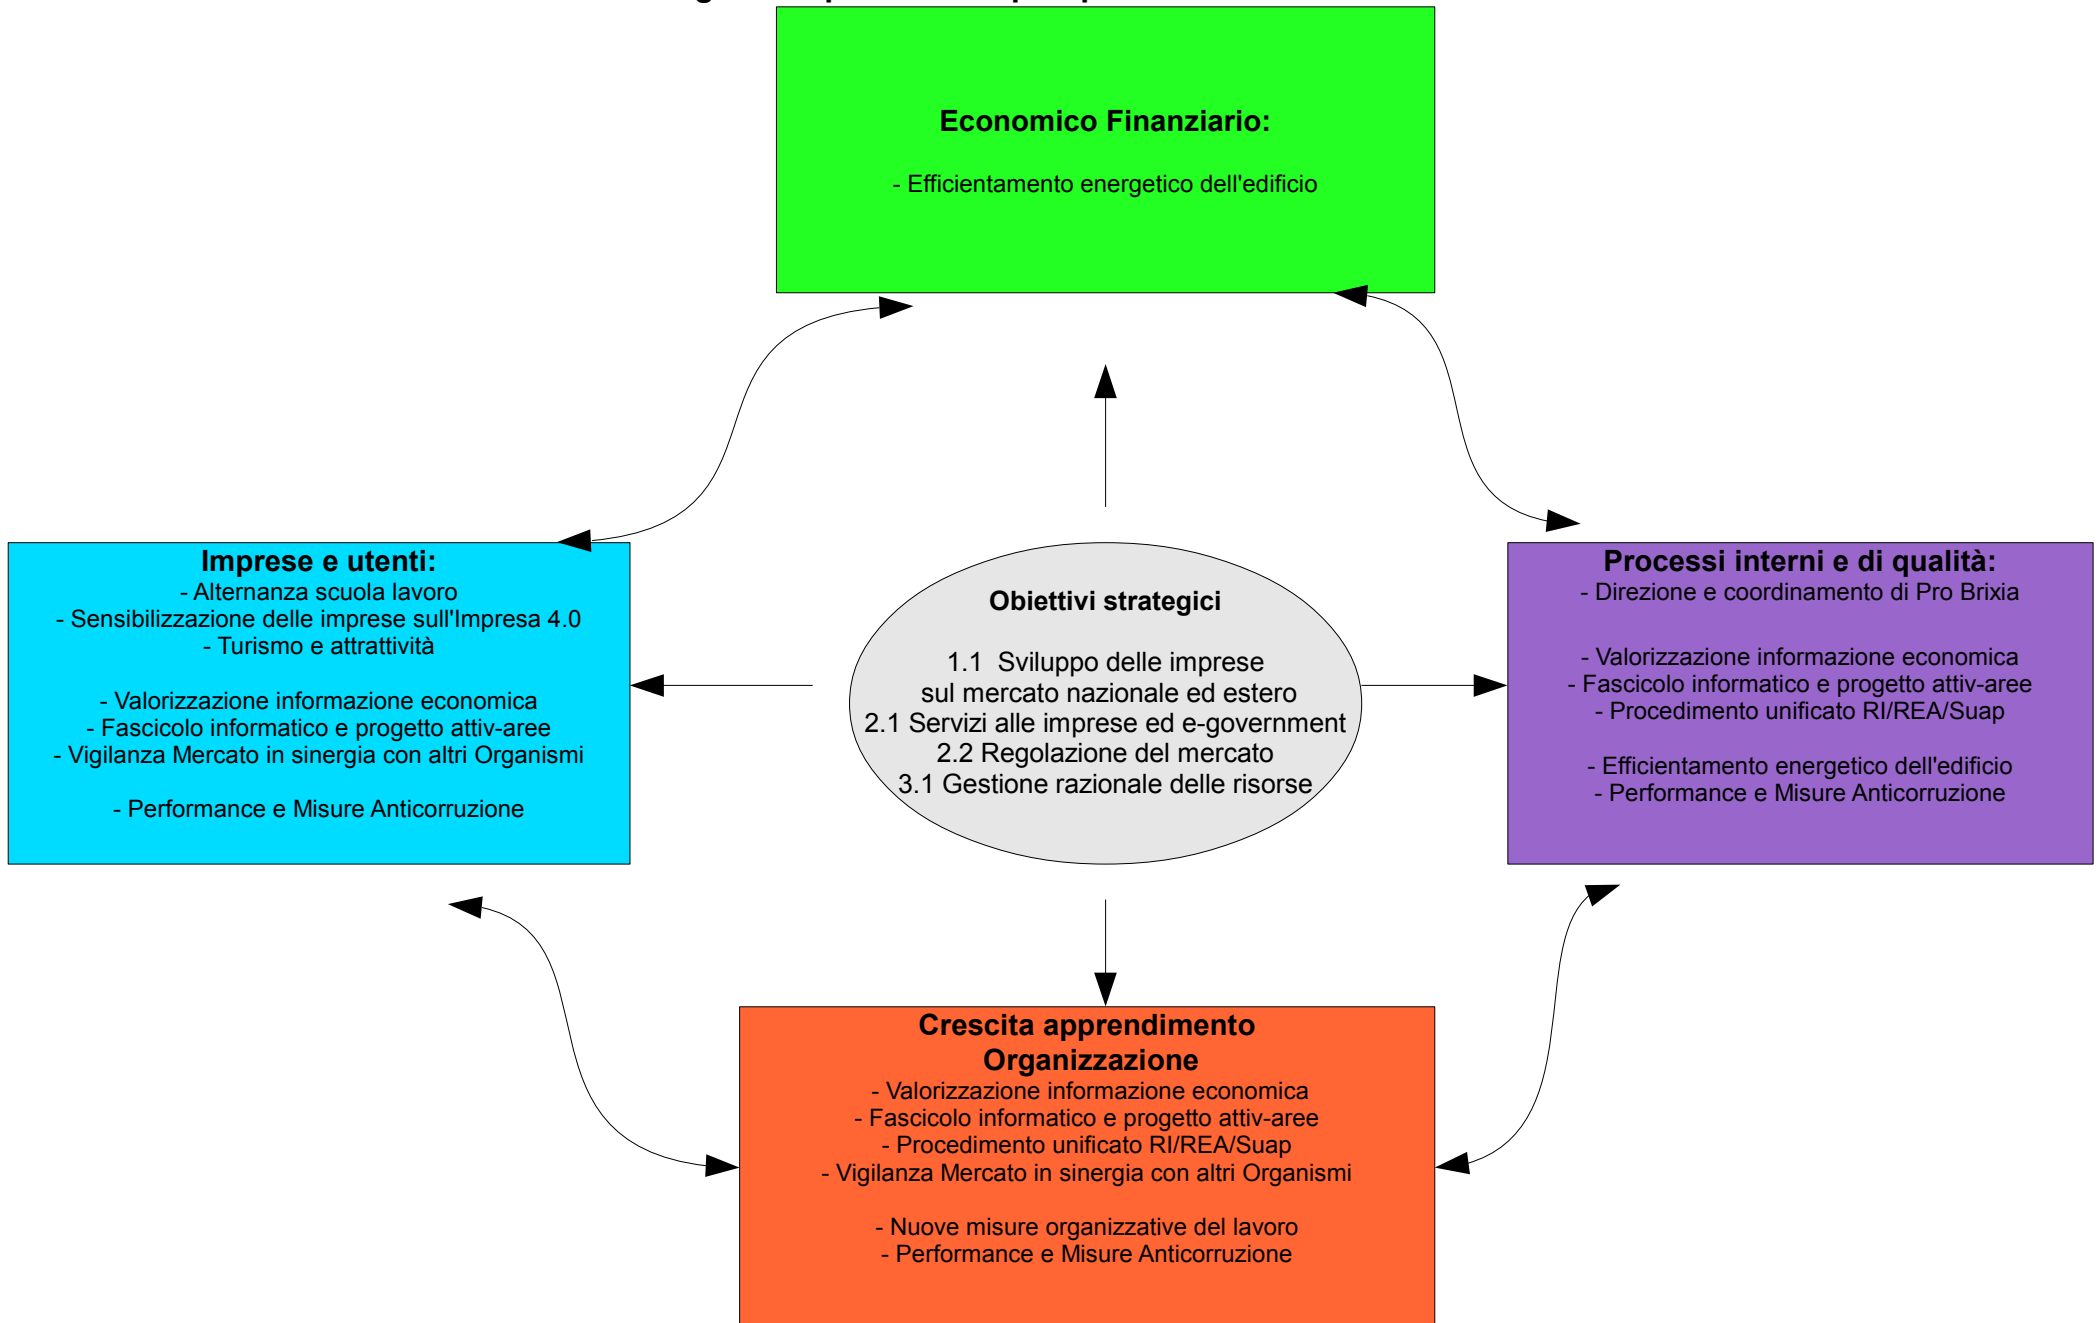 Economico Finanziario:
- Efficientamento energetico dell'edificio
Imprese e utenti:
- Alternanza scuola lavoro
- Sensibilizzazione delle imprese sull'Impresa 4.0
- Turismo e attrattività
- Valorizzazione informazione economica
- Fascicolo informatico e progetto attiv-aree
- Vigilanza Mercato in sinergia con altri Organismi
- Performance e Misure Anticorruzione
Obiettivi strategici
1.1 Sviluppo delle imprese
sul mercato nazionale ed estero
2.1 Servizi alle imprese ed e-government
2.2 Regolazione del mercato
3.1 Gestione razionale delle risorse
Processi interni e di qualità:
- Direzione e coordinamento di Pro Brixia
- Valorizzazione informazione economica
- Fascicolo informatico e progetto attiv-aree
- Procedimento unificato RI/REA/Suap
- Efficientamento energetico dell'edificio
- Performance e Misure Anticorruzione
Crescita apprendimento
Organizzazione
- Valorizzazione informazione economica
- Fascicolo informatico e progetto attiv-aree
- Procedimento unificato RI/REA/Suap
- Vigilanza Mercato in sinergia con altri Organismi
- Nuove misure organizzative del lavoro
- Performance e Misure Anticorruzione